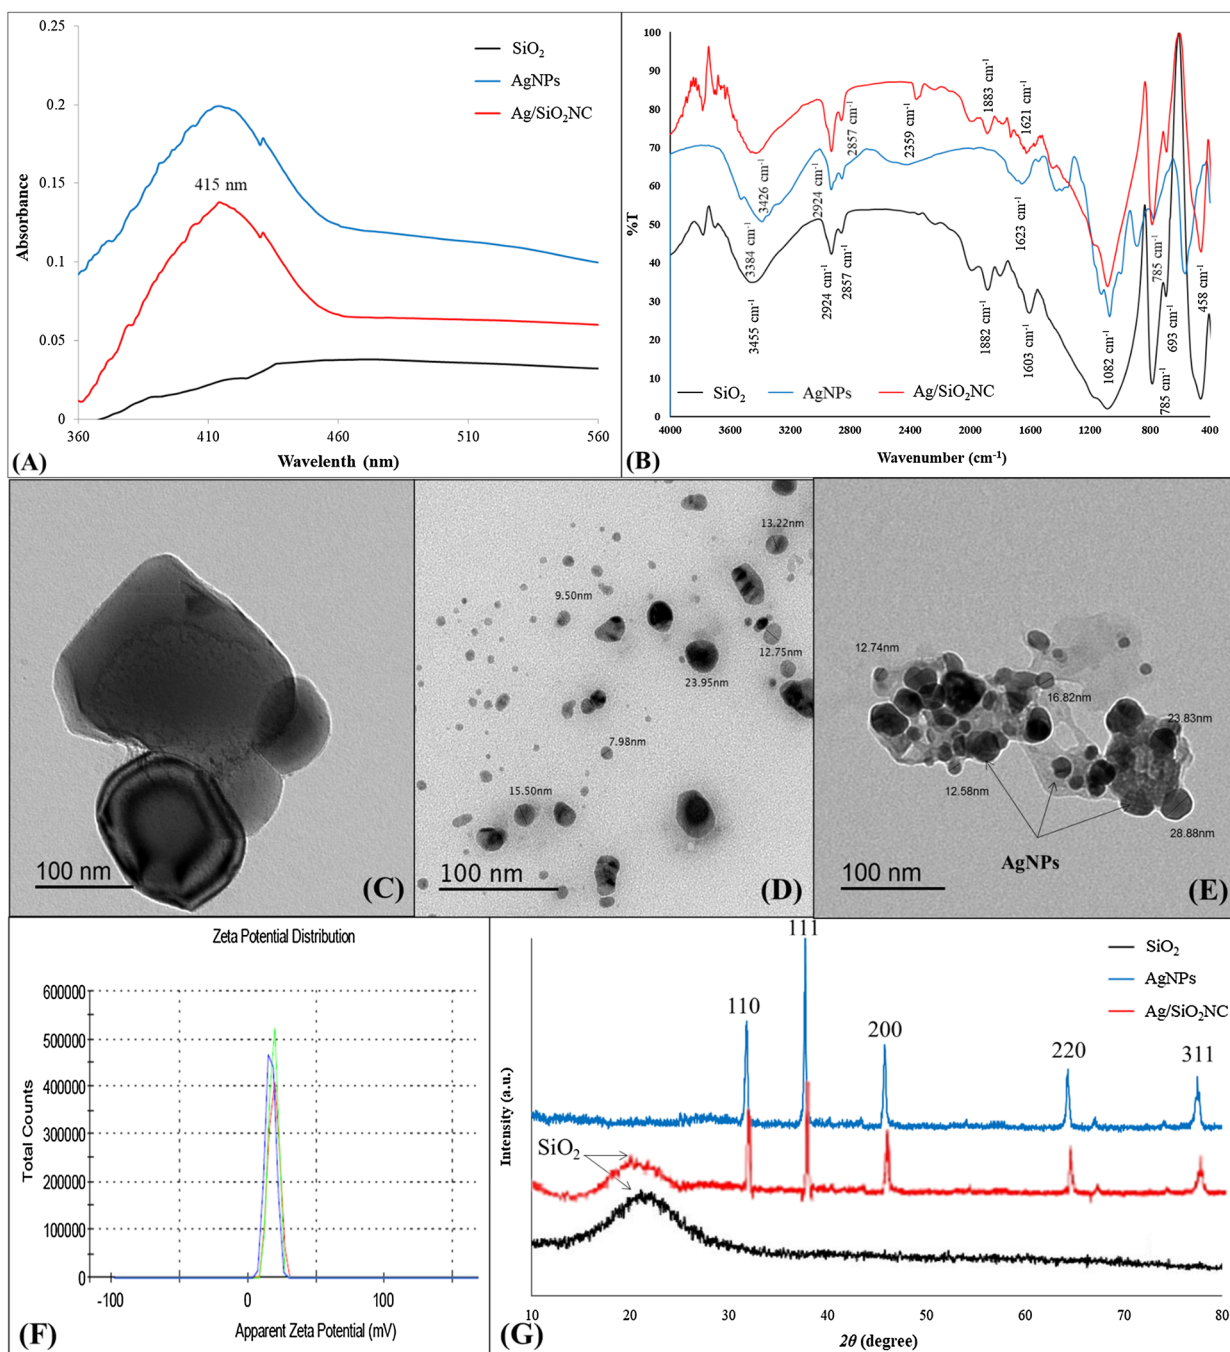 0.25
0.2
0.15
0.1
0.05
0
360
410
460
510
560
Absorbance
Wavelenth (nm)
415 nm
SiO₂
AgNPs
Ag/SiO₂NC
(A)
100
90
80
70
60
50
40
30
20
10
0
%T
4000
3600
3200
2800
2400
2000
1600
1200
800
400
Wavenumber (cm⁻¹)
3455 cm⁻¹
3384 cm⁻¹
3426 cm⁻¹
2924 cm⁻¹
2924 cm⁻¹
2857 cm⁻¹
2857 cm⁻¹
2359 cm⁻¹
1883 cm⁻¹
1882 cm⁻¹
1621 cm⁻¹
1623 cm⁻¹
1603 cm⁻¹
1082 cm⁻¹
785 cm⁻¹
785 cm⁻¹
693 cm⁻¹
458 cm⁻¹
SiO₂
AgNPs
Ag/SiO₂NC
(B)
100 nm
(C)
13.22nm
9.50nm
12.75nm
23.95nm
7.98nm
15.50nm
100 nm
(D)
12.74nm
16.82nm
23.83nm
12.58nm
28.88nm
AgNPs
100 nm
(E)
Zeta Potential Distribution
600000
500000
400000
300000
200000
100000
0
Total Counts
-100
0
100
Apparent Zeta Potential (mV)
(F)
111
110
200
220
311
SiO₂
AgNPs
Ag/SiO₂NC
SiO₂
Intensity (a.u.)
10
20
30
40
50
60
70
80
2θ (degree)
(G)